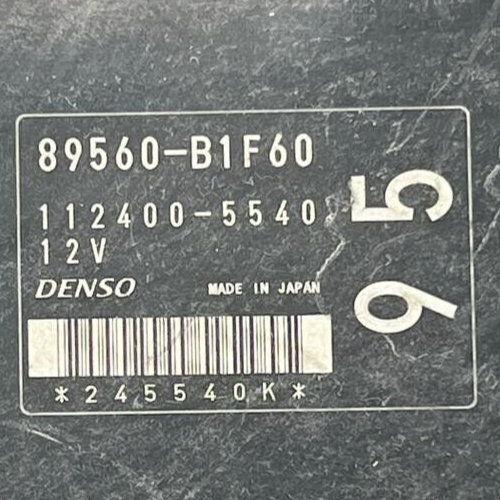 89560-B1F60
112400-5540
12V
DENSO MADE IN JAPAN
*245540K*
95